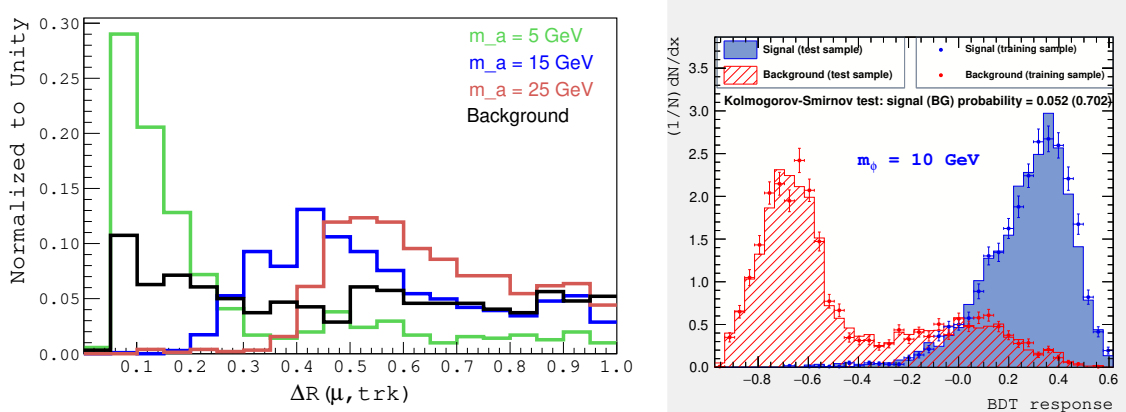 Normalized to Unity
0.30
0.25
0.20
0.15
0.10
0.05
0.00
m_a = 5 GeV
m_a = 15 GeV
m_a = 25 GeV
Background
0.1 0.2 0.3 0.4 0.5 0.6 0.7 0.8 0.9 1.0
ΔR(μ,trk)
(1/N) dN/dx
3.5
3.0
2.5
2.0
1.5
1.0
0.5
0.0
Signal (test sample)
Background (test sample)
Signal (training sample)
Background (training sample)
Kolmogorov-Smirnov test: signal (BG) probability = 0.052 (0.702)
m_ϕ = 10 GeV
−0.8 −0.6 −0.4 −0.2 −0.0 0.2 0.4 0.6
BDT response